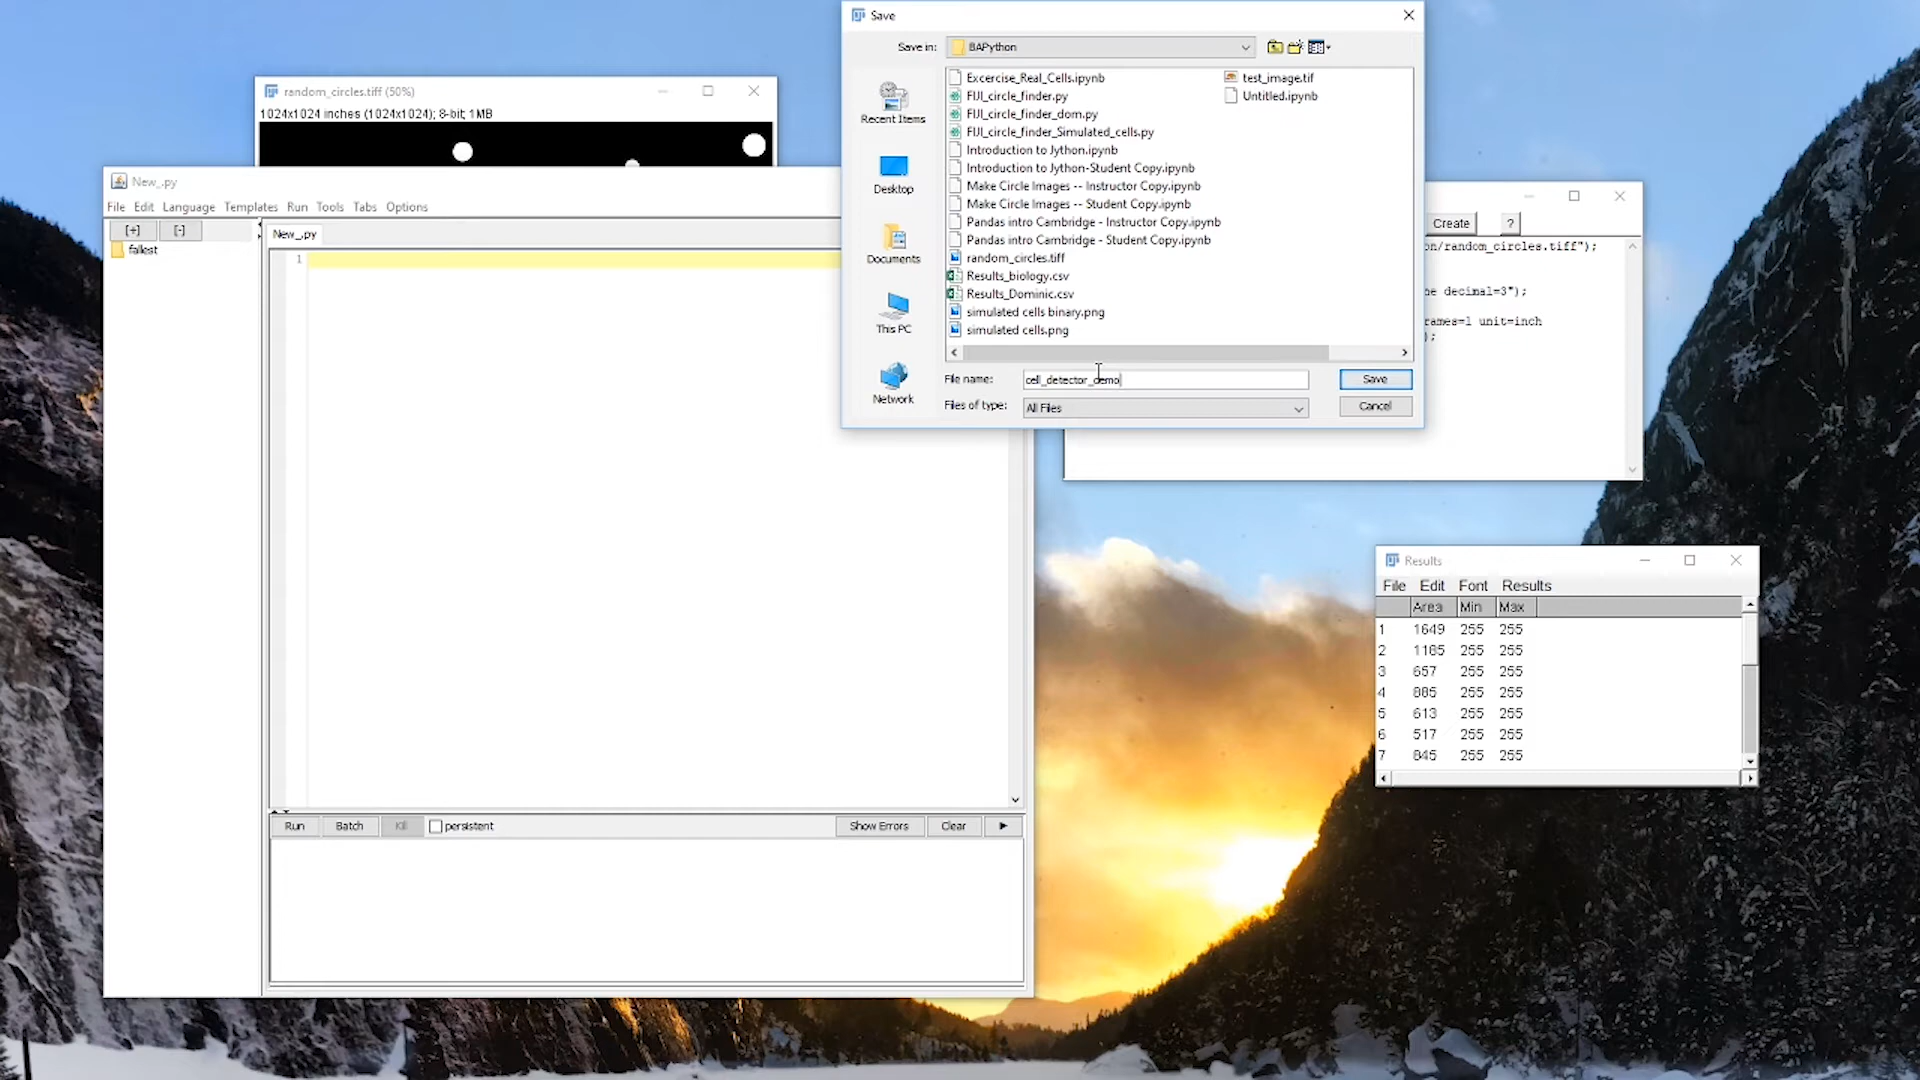 Save
Save in:
BAPython
Recent Items
Desktop
Documents
This PC
Network
Excercise_Real_Cells.ipynb
FIJI_circle_finder.py
FIJI_circle_finder_dom.py
FIJI_circle_finder_Simulated_cells.py
Introduction to Jython.ipynb
Introduction to Jython-Student Copy.ipynb
Make Circle Images -- Instructor Copy.ipynb
Make Circle Images -- Student Copy.ipynb
Pandas intro Cambridge - Instructor Copy.ipynb
Pandas intro Cambridge - Student Copy.ipynb
random_circles.tiff
Results_biology.csv
Results_Dominic.csv
simulated cells binary.png
simulated cells.png
test_image.tif
Untitled.ipynb
File name:
cell_detector_demo
Save
Files of type:
All Files
Cancel
random_circles.tiff (50%)
1024x1024 inches (1024x1024); 8-bit; 1MB
New_.py
File Edit Language Templates Run Tools Tabs Options
[+] [-]
fallest
New_.py
1
Run Batch Kill persistent Show Errors Clear
Create ?
on/random_circles.tiff");
ne decimal=3");
rames=1 unit=inch
);
Results
File Edit Font Results
Area Min Max
1 1649 255 255
2 1185 255 255
3 657 255 255
4 885 255 255
5 613 255 255
6 517 255 255
7 845 255 255